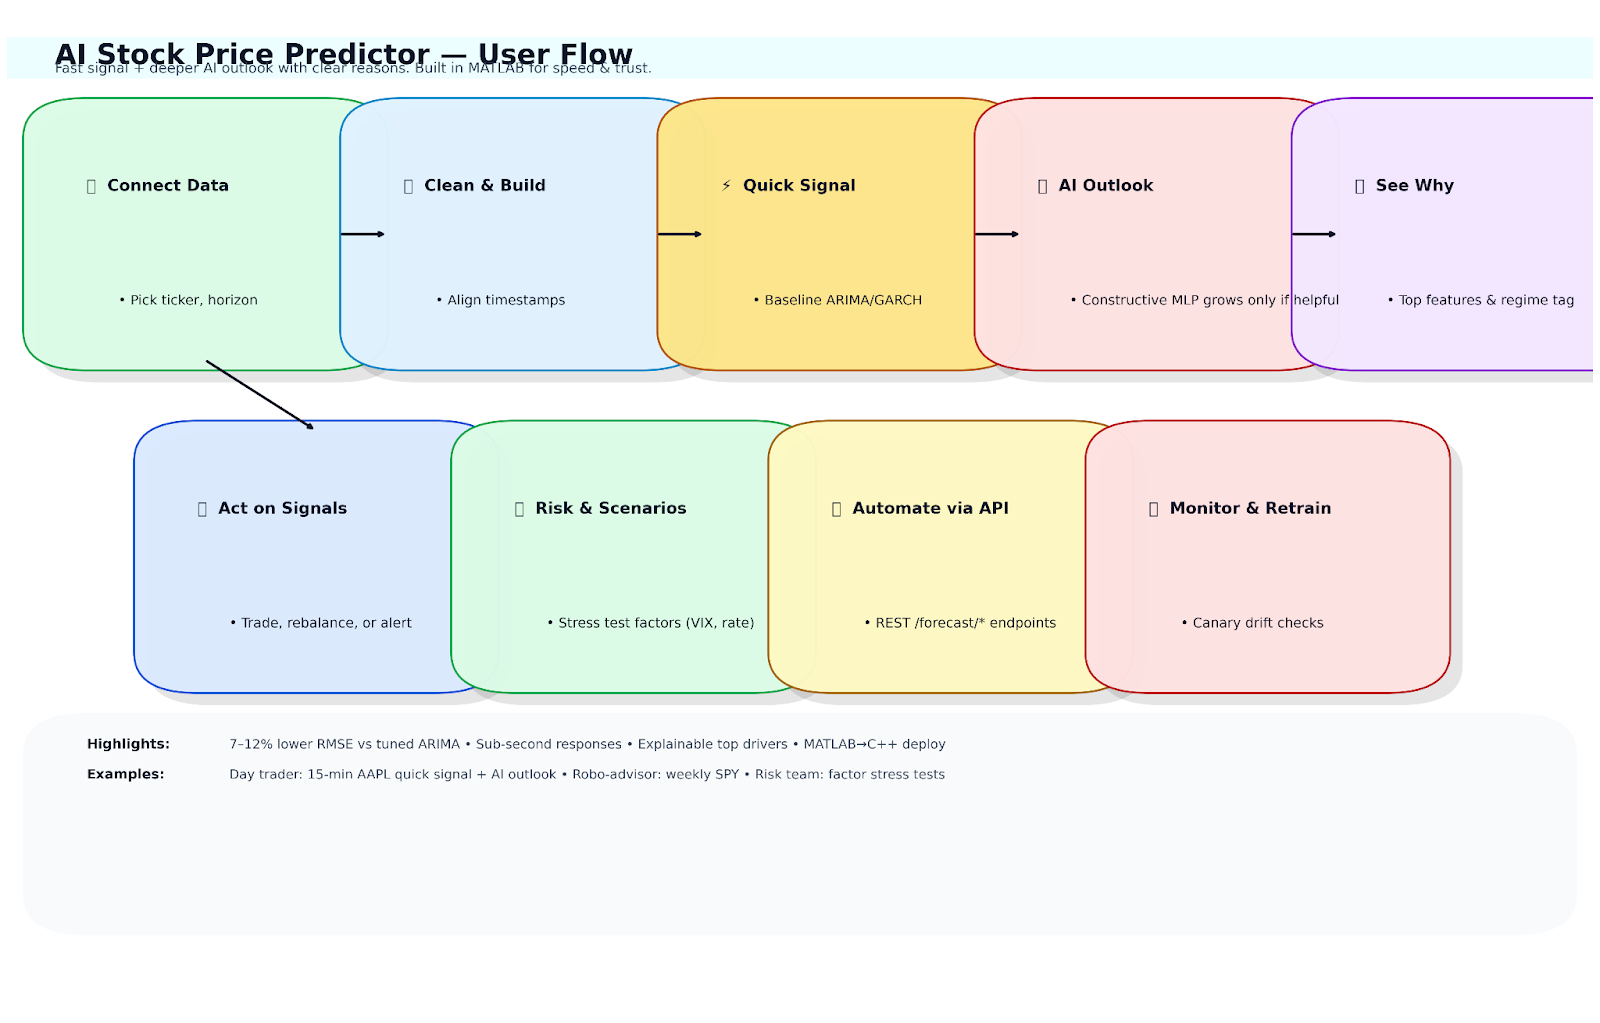 AI Stock Price Predictor — User Flow
Fast signal + deeper AI outlook with clear reasons. Built in MATLAB for speed & trust.
Connect Data
• Pick ticker, horizon
Clean & Build
• Align timestamps
⚡ Quick Signal
• Baseline ARIMA/GARCH
AI Outlook
• Constructive MLP grows only if helpful
See Why
• Top features & regime tag
Act on Signals
• Trade, rebalance, or alert
Risk & Scenarios
• Stress test factors (VIX, rate)
Automate via API
• REST /forecast/* endpoints
Monitor & Retrain
• Canary drift checks
Highlights: 7–12% lower RMSE vs tuned ARIMA • Sub-second responses • Explainable top drivers • MATLAB→C++ deploy
Examples: Day trader: 15-min AAPL quick signal + AI outlook • Robo-advisor: weekly SPY • Risk team: factor stress tests